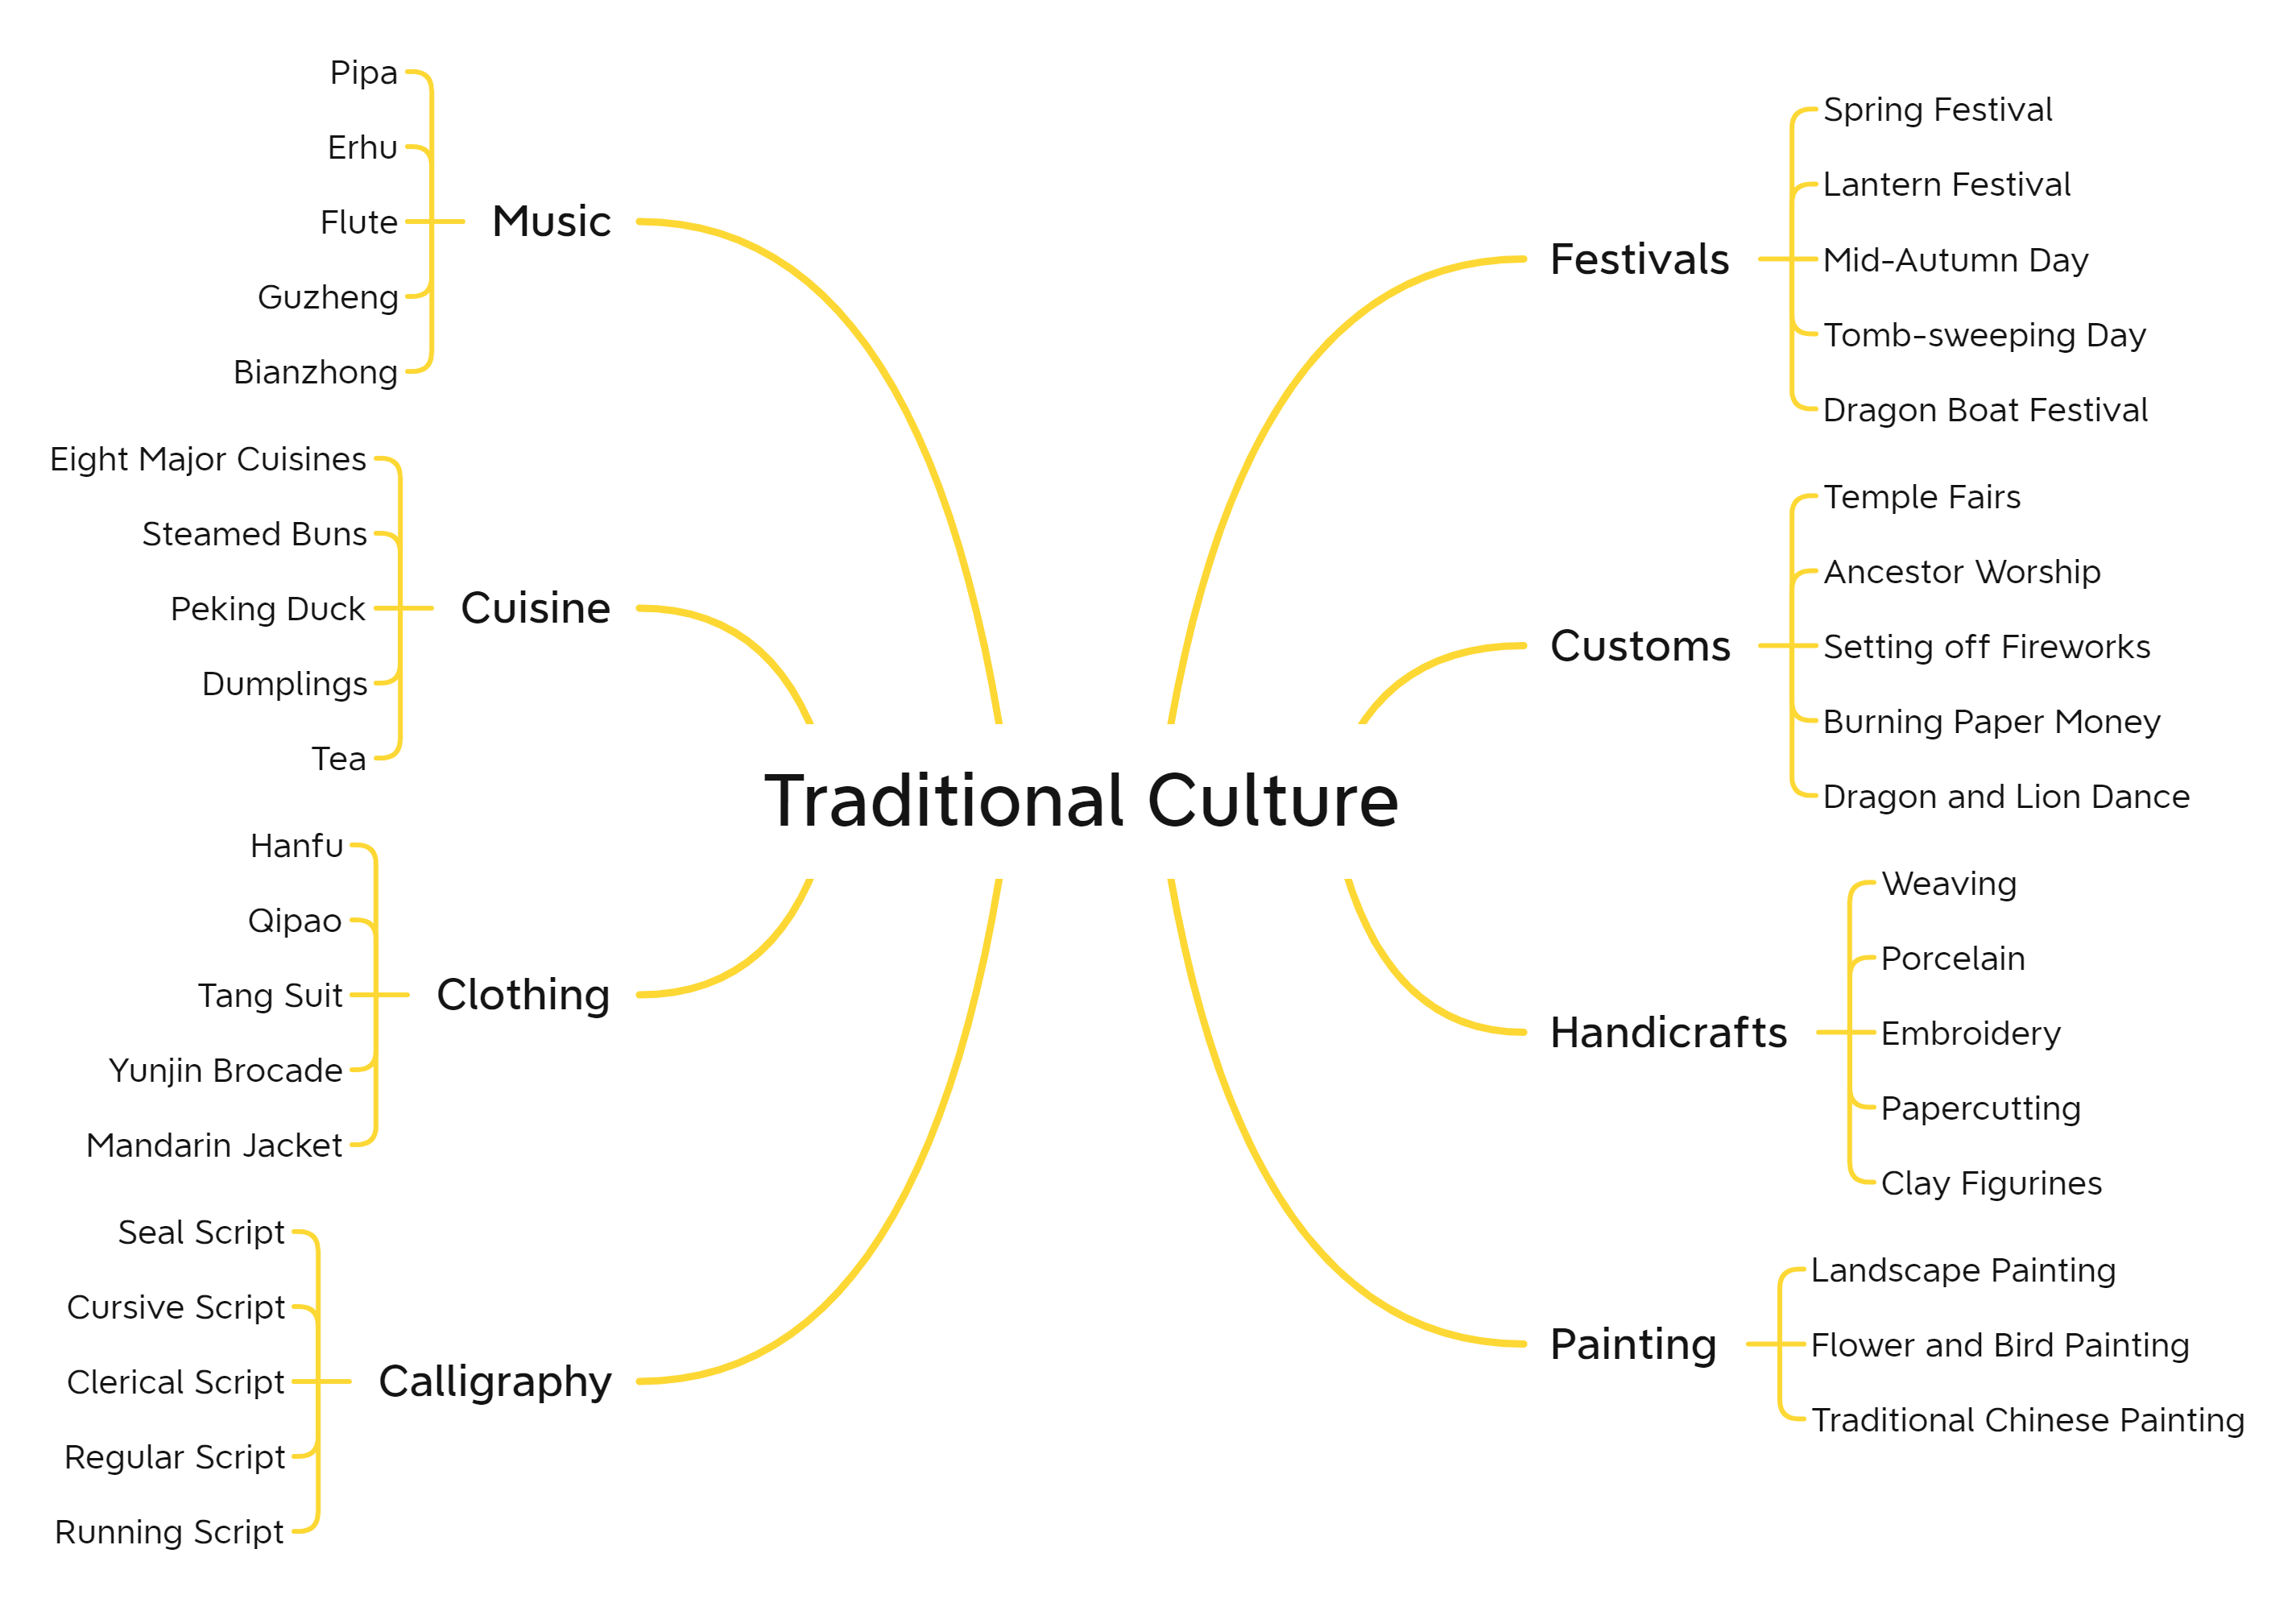 Traditional Culture
Music
Pipa
Erhu
Flute
Guzheng
Bianzhong
Cuisine
Eight Major Cuisines
Steamed Buns
Peking Duck
Dumplings
Tea
Clothing
Hanfu
Qipao
Tang Suit
Yunjin Brocade
Mandarin Jacket
Calligraphy
Seal Script
Cursive Script
Clerical Script
Regular Script
Running Script
Festivals
Spring Festival
Lantern Festival
Mid-Autumn Day
Tomb-sweeping Day
Dragon Boat Festival
Customs
Temple Fairs
Ancestor Worship
Setting off Fireworks
Burning Paper Money
Dragon and Lion Dance
Handicrafts
Weaving
Porcelain
Embroidery
Papercutting
Clay Figurines
Painting
Landscape Painting
Flower and Bird Painting
Traditional Chinese Painting